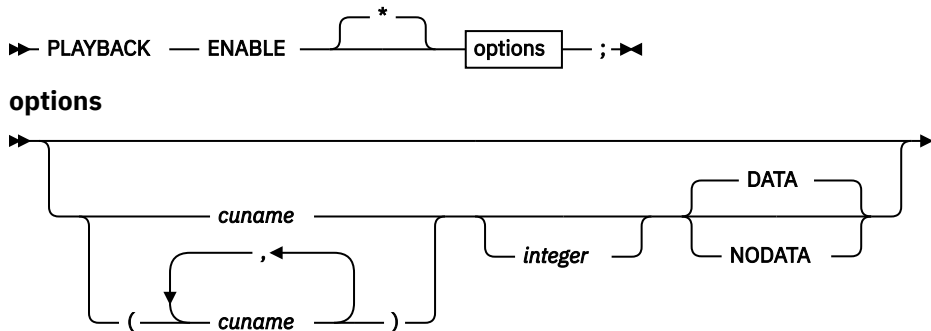 *
PLAYBACK ENABLE options ;
options
DATA
cuname
integer NODATA
,
( cuname )